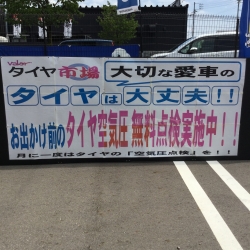 タイヤ市場 大切な愛車の
タイヤは大丈夫!!
お出かけ前のタイヤ空気圧 無料点検実施中!!!
月に一度はタイヤの「空気圧点検」を!!